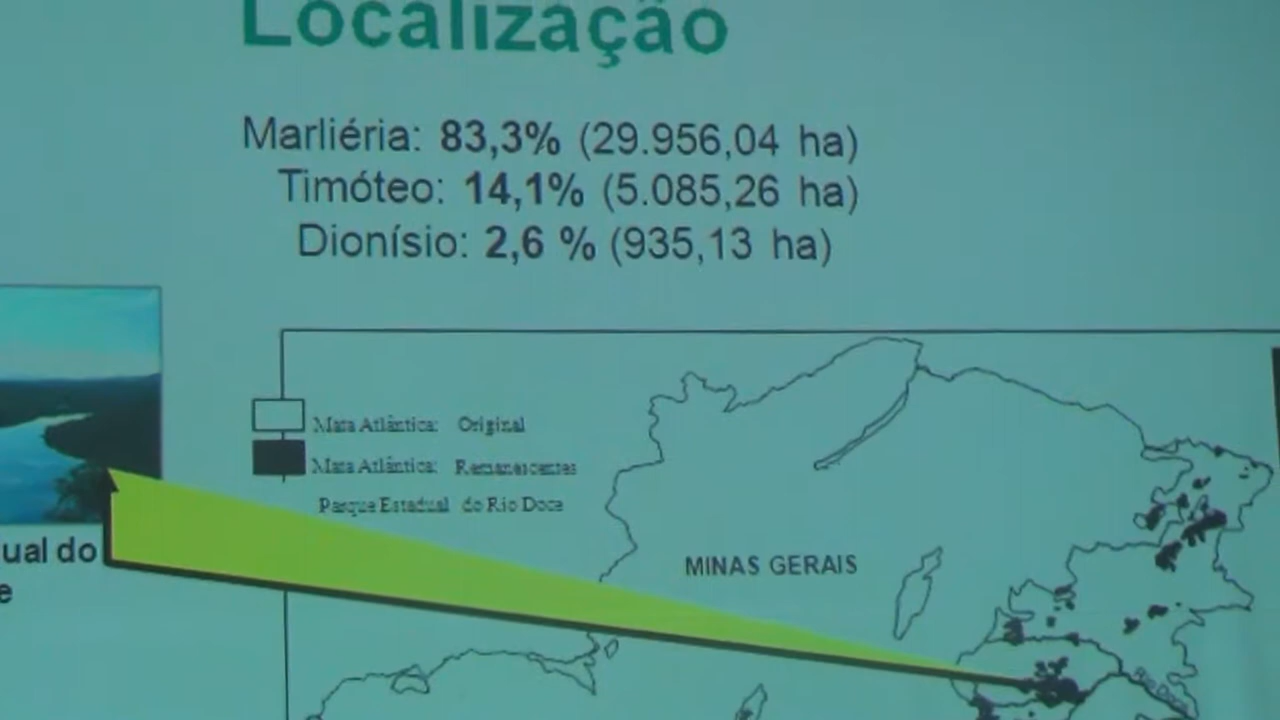 Localização
Marliéria: 83,3% (29.956,04 ha)
Timóteo: 14,1% (5.085,26 ha)
Dionísio: 2,6 % (935,13 ha)
Mata Atlântica: Original
Mata Atlântica: Remanescentes
Parque Estadual do Rio Doce
MINAS GERAIS
ual do
e